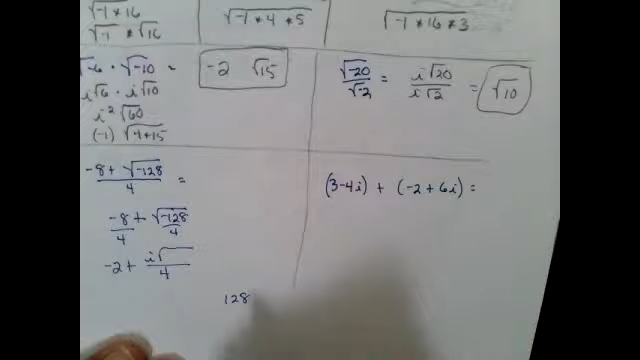 √-1*16
√-1 * √16
√-1*4*5
√-1*16*3
√-6 · √-10 =
-2 √15
i√6 · i√10
i² √60
(-1) √4*15
√-20/√-2 = i√20/i√2 = √10
(-8 + √-128)/4 =
-8/4 + √-128/4
-2 + i√/4
128
(3-4i) + (-2+6i) =